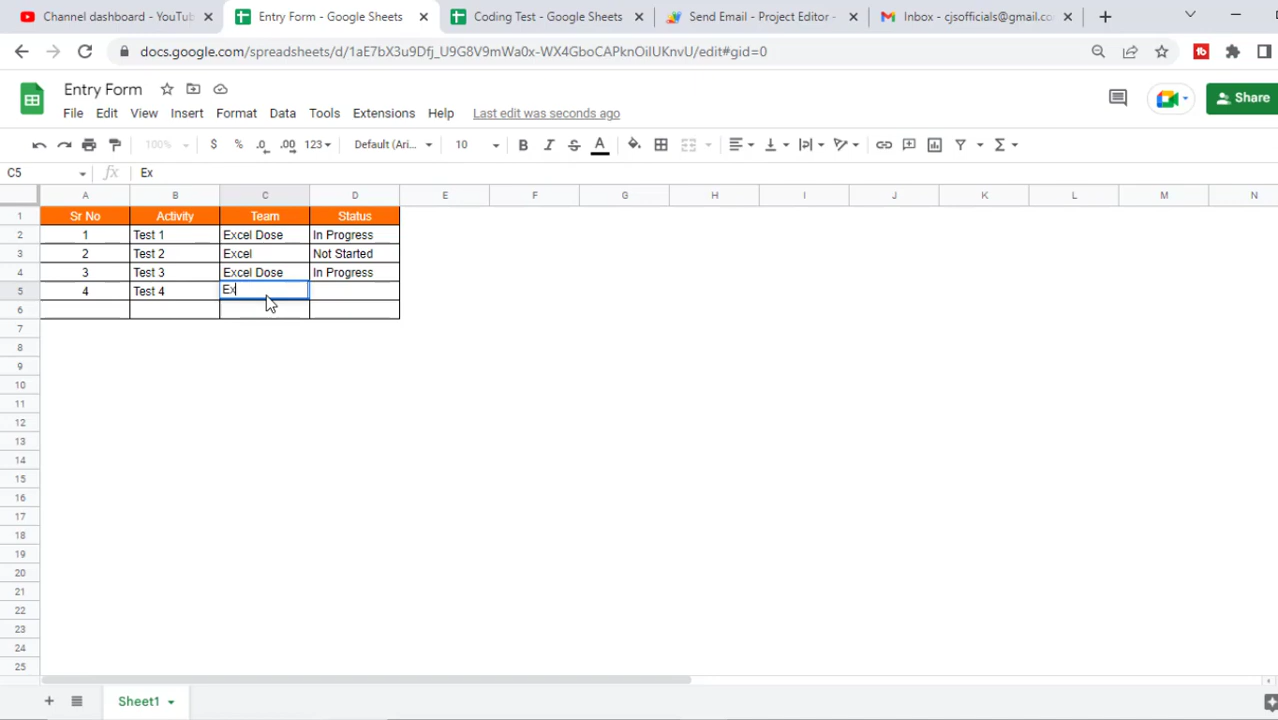 Channel dashboard - YouTub
Entry Form - Google Sheets
Coding Test - Google Sheets
Send Email - Project Editor -
Inbox - cjsofficials@gmail.co
docs.google.com/spreadsheets/d/1aE7bX3u9Dfj_U9G8V9mWa0x-WX4GboCAPknOilUKnvU/edit#gid=0
Entry Form
File Edit View Insert Format Data Tools Extensions Help Last edit was seconds ago
Share
100% $ % .0 .00 123 Default (Ari... 10 B I S A
C5 fx Ex
A B C D E F G H I J K L M N
1 Sr No Activity Team Status
2 1 Test 1 Excel Dose In Progress
3 2 Test 2 Excel Not Started
4 3 Test 3 Excel Dose In Progress
5 4 Test 4 Ex
6
7
8
9
10
11
12
13
14
15
16
17
18
19
20
21
22
23
24
25
Sheet1